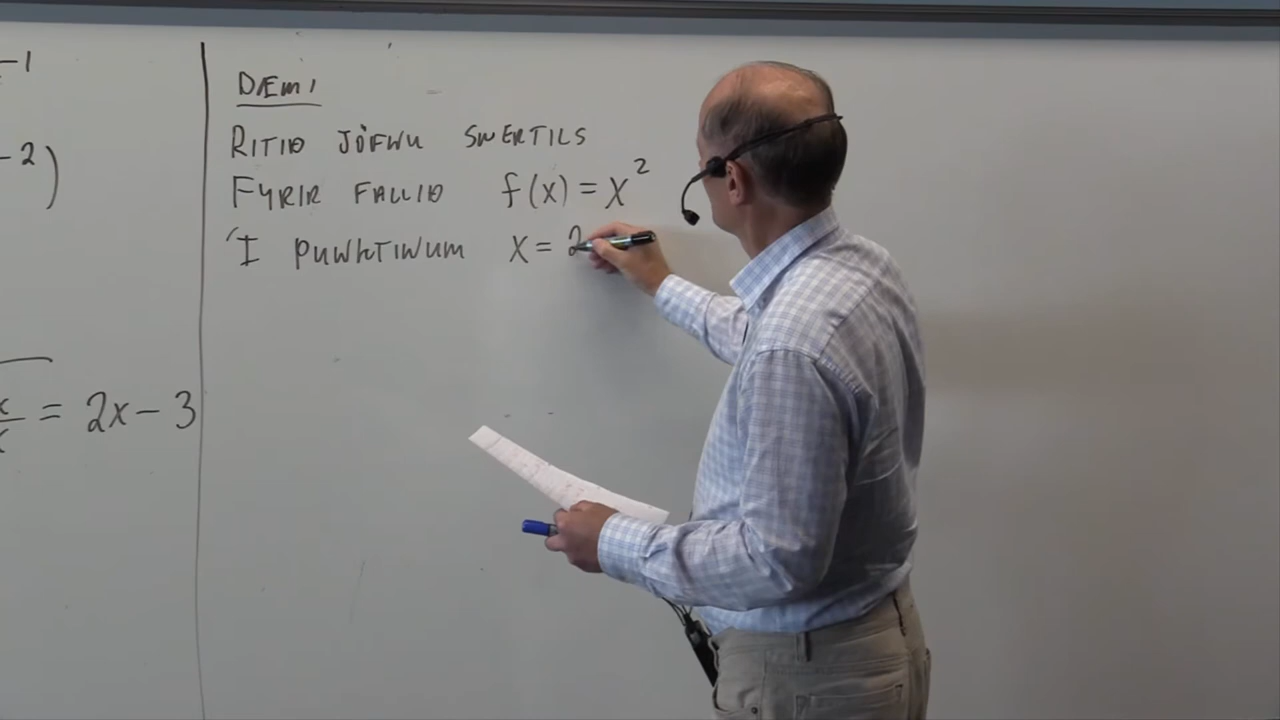 -1
-2)
= 2x - 3
DÆMI
RITIÐ JÖFNU SNERTILS
FYRIR FALLIÐ f(x) = x²
Í PUNKTINUM x = 2